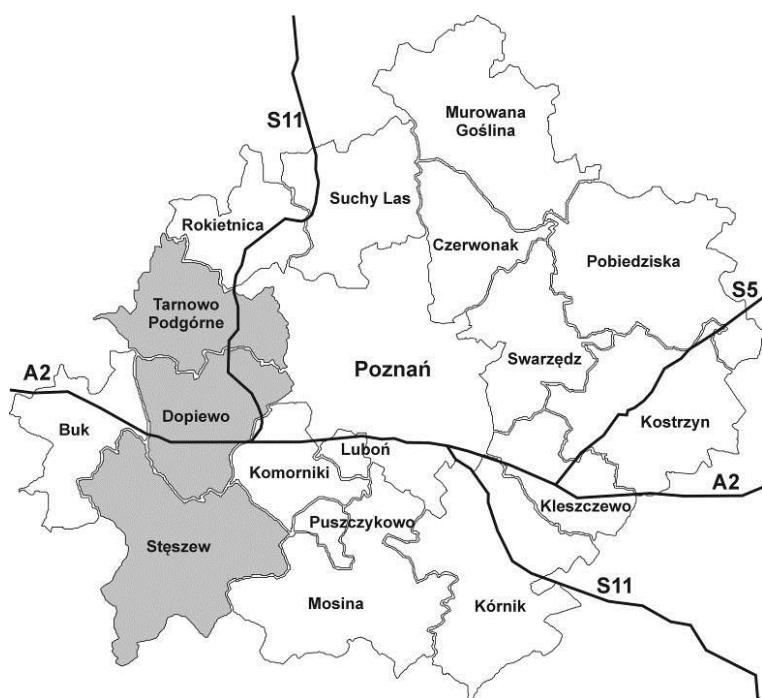 Murowana
Goślina
S11
Suchy Las
Rokietnica
Czerwonak
Pobiedziska
S5
Tarnowo
Podgórne
Swarzędz
Poznań
A2
Dopiewo
Kostrzyn
Buk
Luboń
Komorniki
A2
Kleszczewo
Puszczykowo
Stęszew
S11
Mosina
Kórnik